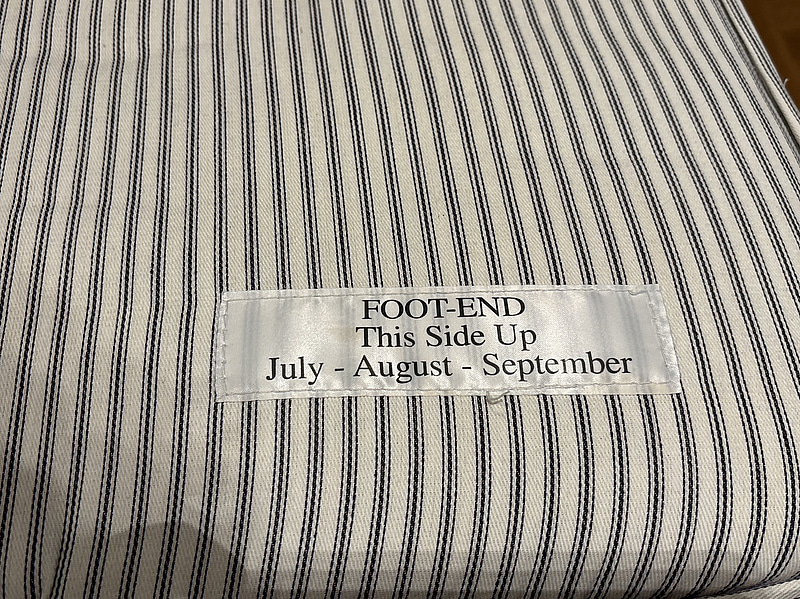 FOOT-END
This Side Up
July - August - September